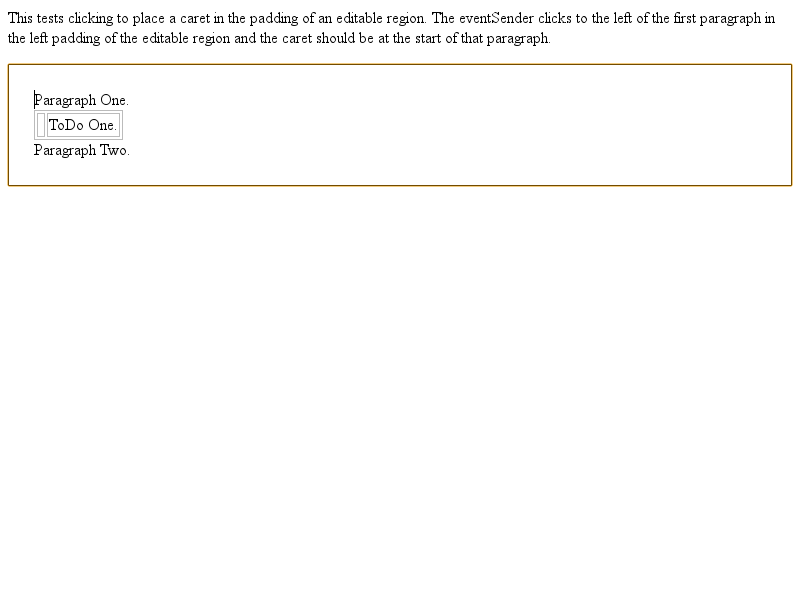 This tests clicking to place a caret in the padding of an editable region. The eventSender clicks to the left of the first paragraph in
the left padding of the editable region and the caret should be at the start of that paragraph.
Paragraph One.
ToDo One.
Paragraph Two.